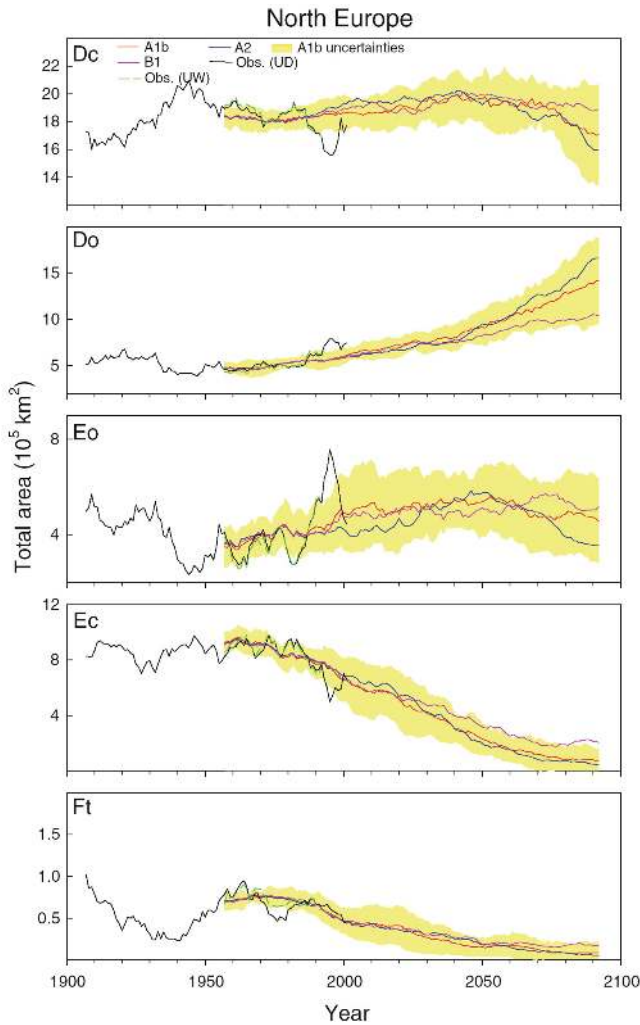 North Europe
Dc
A1b A2 A1b uncertainties
B1 Obs. (UD)
Obs. (UW)
22
20
18
16
14
Do
15
10
5
Total area (10⁵ km²)
Eo
8
4
Ec
12
8
4
Ft
1.5
1.0
0.5
1900 1950 2000 2050 2100
Year